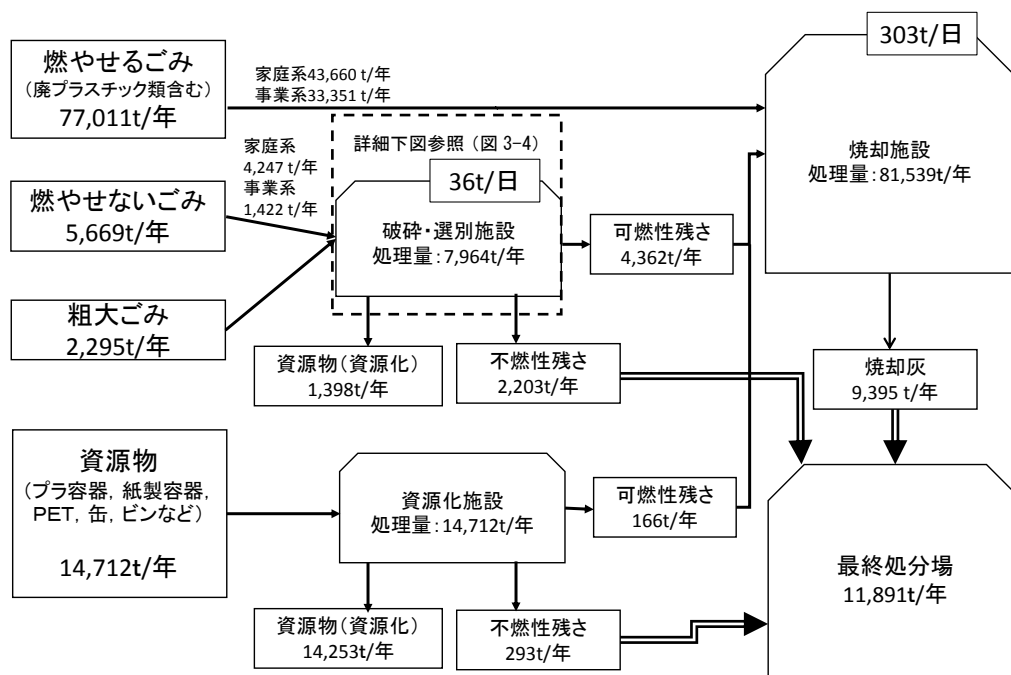 303t/日
燃やせるごみ
(廃プラスチック類含む)
77,011t/年
家庭系43,660 t/年
事業系33,351t/年
焼却施設
処理量:81,539t/年
詳細下図参照(図 3-4)
家庭系
4,247 t/年
事業系
1,422 t/年
36t/日
燃やせないごみ
5,669t/年
破砕・選別施設
処理量:7,964t/年
可燃性残さ
4,362t/年
粗大ごみ
2,295t/年
資源物(資源化)
1,398t/年
不燃性残さ
2,203t/年
焼却灰
9,395 t/年
資源物
(プラ容器,紙製容器,
PET,缶,ビンなど)
14,712t/年
資源化施設
処理量:14,712t/年
可燃性残さ
166t/年
最終処分場
11,891t/年
資源物(資源化)
14,253t/年
不燃性残さ
293t/年